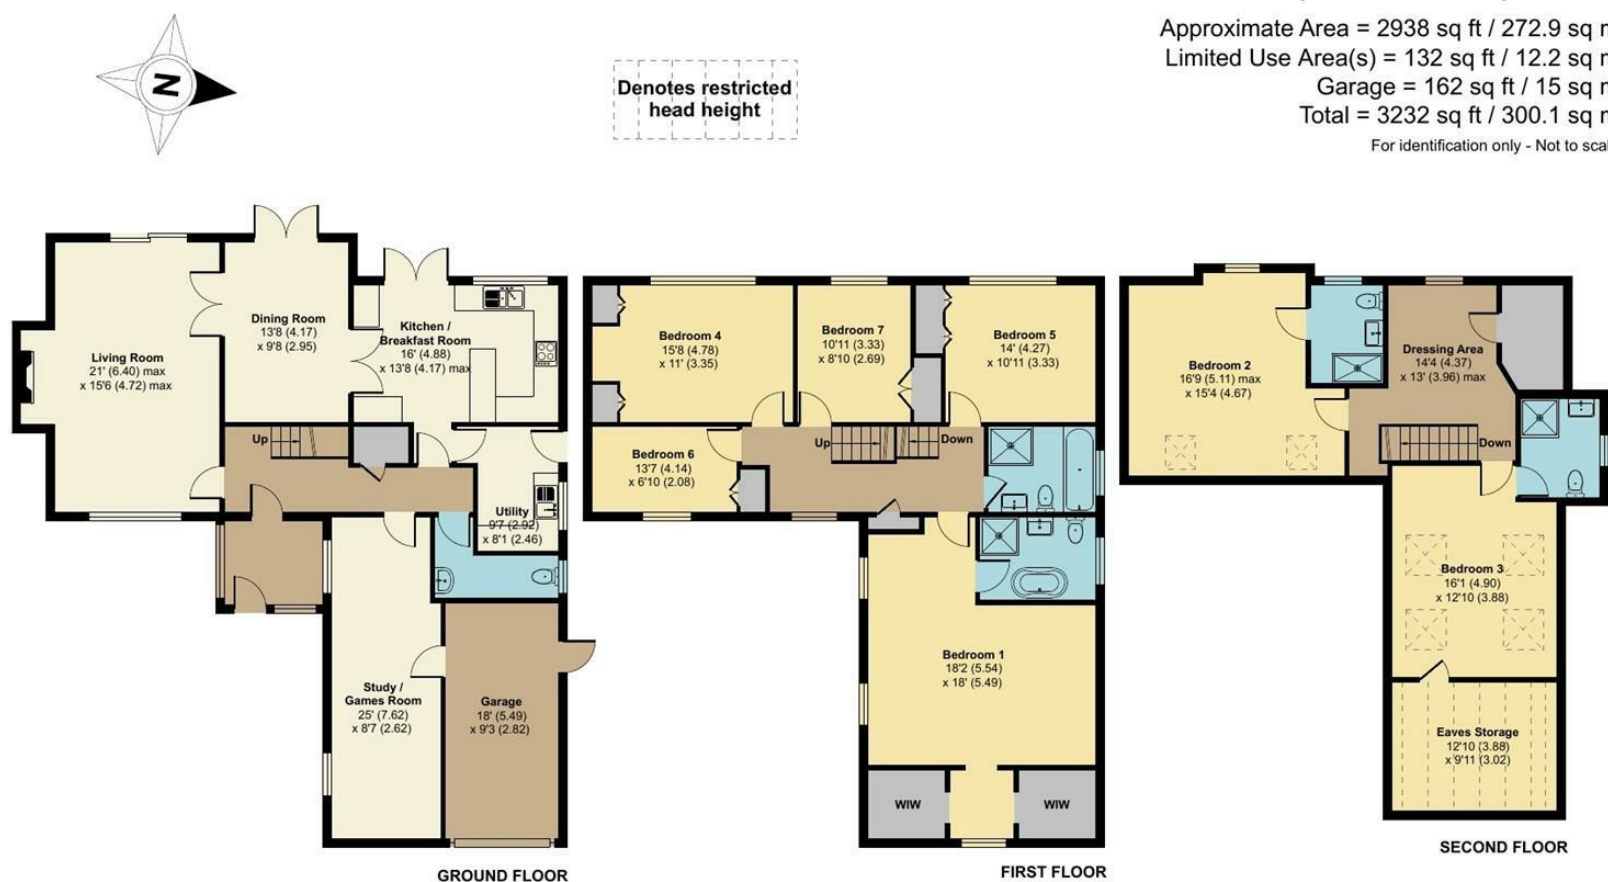 N
Denotes restricted
head height
Approximate Area = 2938 sq ft / 272.9 sq
Limited Use Area(s) = 132 sq ft / 12.2 sq
Garage = 162 sq ft / 15 sq
Total = 3232 sq ft / 300.1 sq
For identification only - Not to
Living Room
21' (6.40) max
x 15'6 (4.72) max
Dining Room
13'8 (4.17)
x 9'8 (2.95)
Kitchen /
Breakfast Room
16' (4.88)
x 13'8 (4.17) max
Up
Utility
9'7 (2.92)
x 8'1 (2.46)
Study /
Games Room
25' (7.62)
x 8'7 (2.62)
Garage
18' (5.49)
x 9'3 (2.82)
GROUND FLOOR
Bedroom 4
15'8 (4.78)
x 11' (3.35)
Bedroom 7
10'11 (3.33)
x 8'10 (2.69)
Bedroom 5
14' (4.27)
x 10'11 (3.33)
Bedroom 6
13'7 (4.14)
x 6'10 (2.08)
Up
Down
Bedroom 1
18'2 (5.54)
x 18' (5.49)
WIW
WIW
FIRST FLOOR
Bedroom 2
16'9 (5.11) max
x 15'4 (4.67)
Dressing Area
14'4 (4.37)
x 13' (3.96) max
Down
Bedroom 3
16'1 (4.90)
x 12'10 (3.88)
Eaves Storage
12'10 (3.88)
x 9'11 (3.02)
SECOND FLOOR